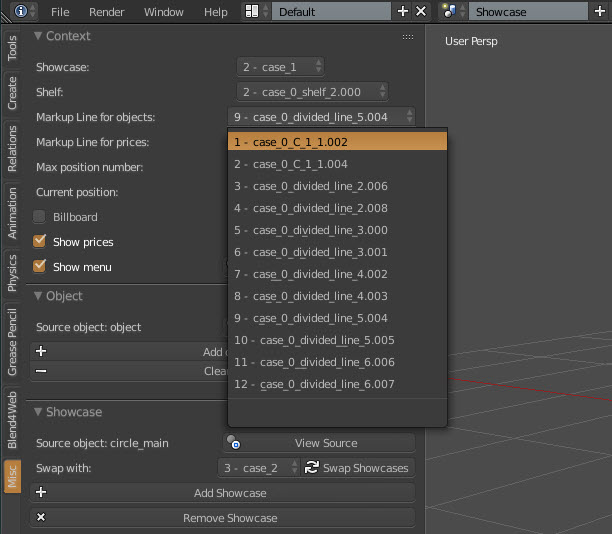 File Render Window Help Default Showcase
Tools
Create
Relations
Animation
Physics
Grease Pencil
Blend4Web
Misc
Context
Showcase: 2 - case_1
Shelf: 2 - case_0_shelf_2.000
Markup Line for objects: 9 - case_0_divided_line_5.004
Markup Line for prices:
Max position number:
Current position:
Billboard
Show prices
Show menu
1 - case_0_C_1_1.002
2 - case_0_C_1_1.004
3 - case_0_divided_line_2.006
4 - case_0_divided_line_2.008
5 - case_0_divided_line_3.000
6 - case_0_divided_line_3.001
7 - case_0_divided_line_4.002
8 - case_0_divided_line_4.003
9 - case_0_divided_line_5.004
10 - case_0_divided_line_5.005
11 - case_0_divided_line_6.006
12 - case_0_divided_line_6.007
Object
Source object: object
Add
Clea
Showcase
Source object: circle_main View Source
Swap with: 3 - case_2 Swap Showcases
Add Showcase
Remove Showcase
User Persp